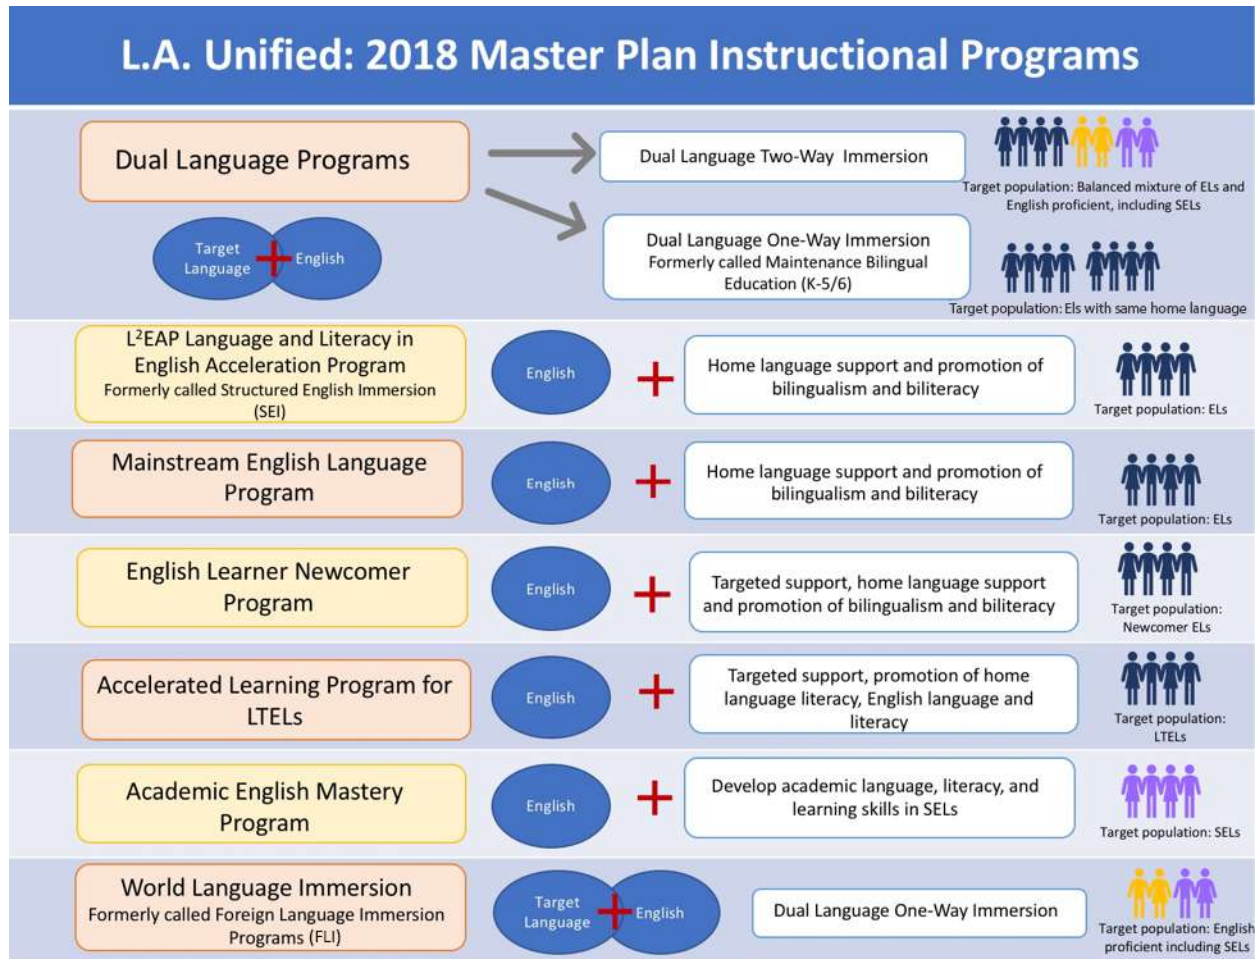 L.A. Unified: 2018 Master Plan Instructional Programs
Dual Language Programs
Dual Language Two-Way Immersion
Target population: Balanced mixture of ELs and
English proficient, including SELs
Target
Language
English
Dual Language One-Way Immersion
Formerly called Maintenance Bilingual
Education (K-5/6)
Target population: Els with same home language
L²EAP Language and Literacy in
English Acceleration Program
Formerly called Structured English Immersion
(SEI)
English
Home language support and promotion of
bilingualism and biliteracy
Target population: ELs
Mainstream English Language
Program
English
Home language support and promotion of
bilingualism and biliteracy
Target population: ELs
English Learner Newcomer
Program
English
Targeted support, home language support
and promotion of bilingualism and biliteracy
Target population:
Newcomer ELs
Accelerated Learning Program for
LTELs
English
Targeted support, promotion of home
language literacy, English language and
literacy
Target population:
LTELs
Academic English Mastery
Program
English
Develop academic language, literacy, and
learning skills in SELs
Target population: SELs
World Language Immersion
Formerly called Foreign Language Immersion
Programs (FLI)
Target
Language
English
Dual Language One-Way Immersion
Target population: English
proficient including SELs